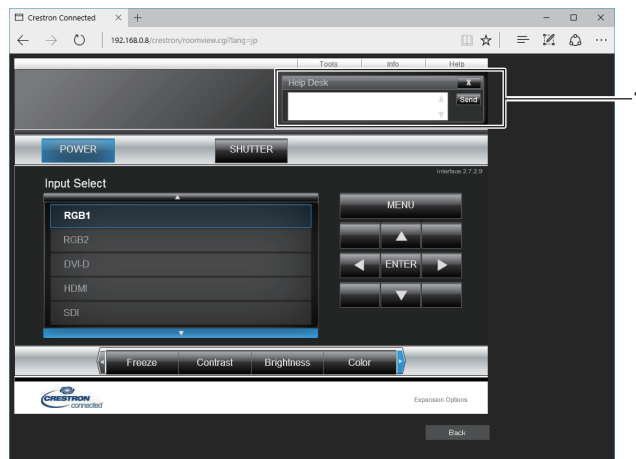 Crestron Connected
192.168.0.8/crestron/roomview.cgi?lang=jp
Tools Info Help
Help Desk X
Send
POWER SHUTTER
Interface 2.7.2.9
Input Select
RGB1
RGB2
DVI-D
HDMI
SDI
MENU
ENTER
Freeze Contrast Brightness Color
CRESTRON
connected
Expansion Options
Back